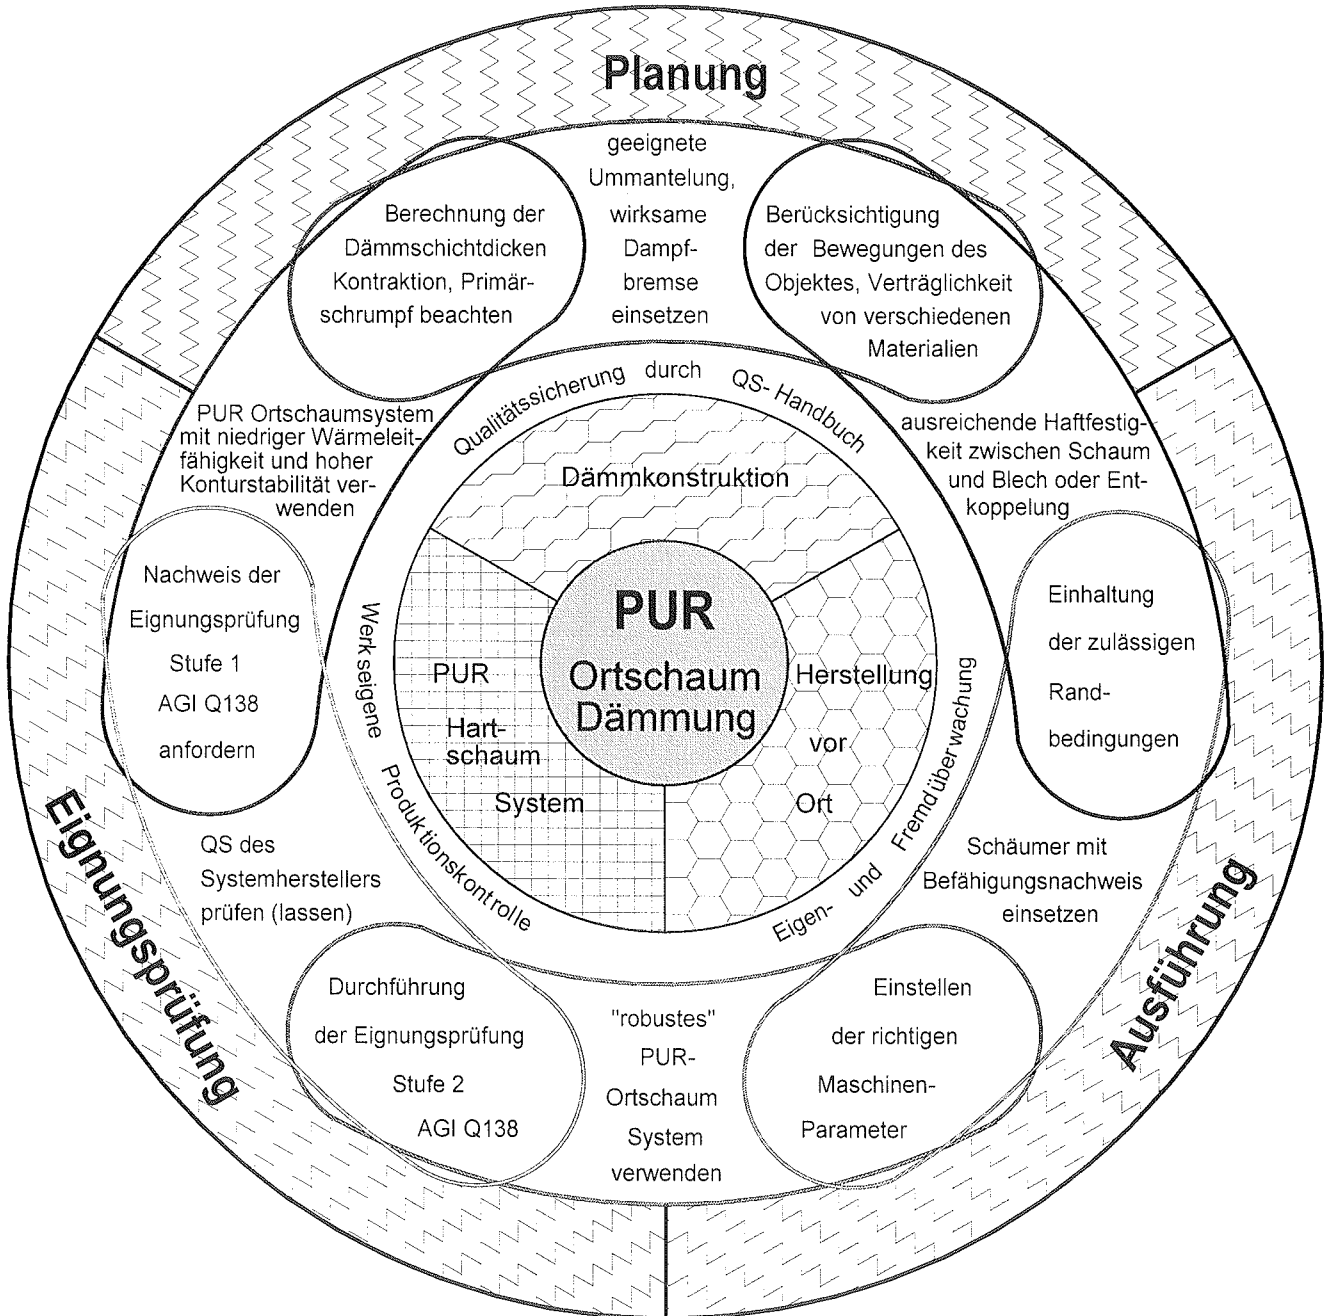 Planung
geeignete
Ummantelung,
wirksame
Dampf-
bremse
einsetzen
Berechnung der
Dämmschichtdicken
Kontraktion, Primär-
schrumpf beachten
Berücksichtigung
der Bewegungen des
Objektes, Verträglichkeit
von verschiedenen
Materialien
Qualitätssicherung durch QS-Handbuch
PUR Ortschaumsystem
mit niedriger Wärmeleit-
fähigkeit und hoher
Konturstabilität ver-
wenden
ausreichende Haftfestig-
keit zwischen Schaum
und Blech oder Ent-
koppelung
Dämmkonstruktion
PUR
Ortschaum
Dämmung
PUR
Hart-
schaum
System
Herstellung
vor
Ort
Werkseigene Produktionskontrolle
Eigen- und Fremdüberwachung
Nachweis der
Eignungsprüfung
Stufe 1
AGI Q138
anfordern
Einhaltung
der zulässigen
Rand-
bedingungen
Eignungsprüfung
QS des
Systemherstellers
prüfen (lassen)
Schäumer mit
Befähigungsnachweis
einsetzen
Ausführung
Durchführung
der Eignungsprüfung
Stufe 2
AGI Q138
"robustes"
PUR-
Ortschaum
System
verwenden
Einstellen
der richtigen
Maschinen-
Parameter